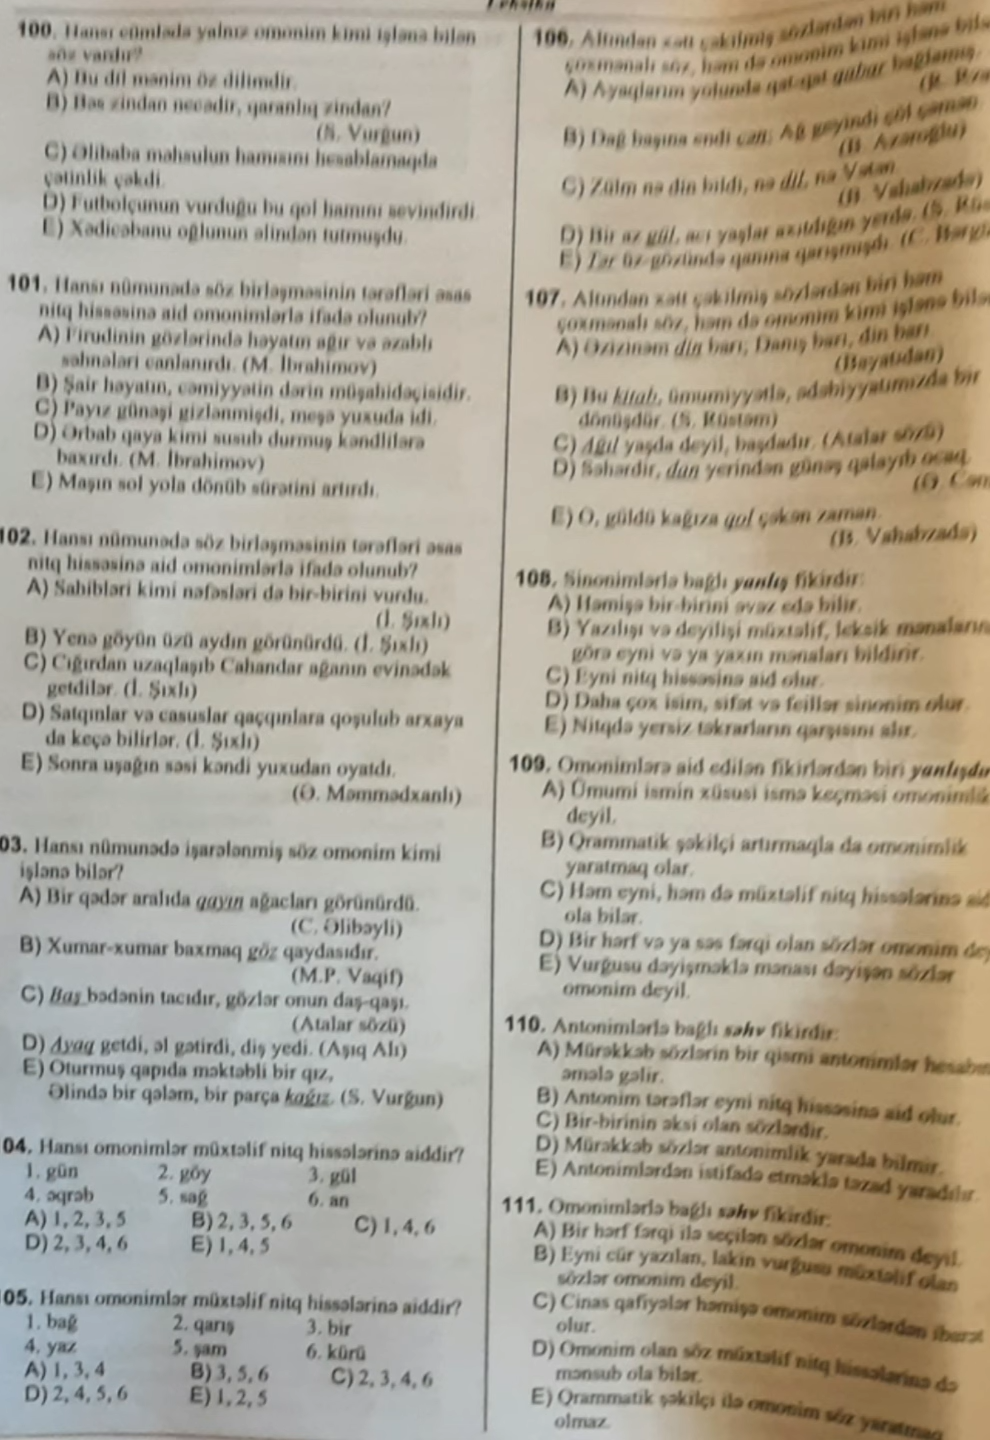 Leksika
100. Hansı cümlədə yalnız omonim kimi işlənə bilən
söz vardır?
A) Bu dil mənim öz dilimdir.
B) Bəs zindan necədir, qaranlıq zindan?
(S. Vurğun)
C) Əlibaba məhsulun hamısını hesablamaqda
çətinlik çəkdi.
D) Futbolçunun vurduğu bu qol hamını sevindirdi.
E) Xədicəbanu oğlunun əlindən tutmuşdu.
101. Hansı nümunədə söz birləşməsinin tərəfləri əsas
nitq hissəsinə aid omonimlərlə ifadə olunub?
A) Firudinin gözlərində həyatın ağır və əzablı
səhnələri canlanırdı. (M. İbrahimov)
B) Şair həyatın, cəmiyyətin dərin müşahidəçisidir.
C) Payız günəşi gizlənmişdi, meşə yuxuda idi.
D) Ərbab qaya kimi susub durmuş kəndlilərə
baxırdı. (M. İbrahimov)
E) Maşın sol yola dönüb sürətini artırdı.
102. Hansı nümunədə söz birləşməsinin tərəfləri əsas
nitq hissəsinə aid omonimlərlə ifadə olunub?
A) Sahibləri kimi nəfəsləri də bir-birini vurdu.
(İ. Şıxlı)
B) Yenə göyün üzü aydın görünürdü. (İ. Şıxlı)
C) Cığırdan uzaqlaşıb Cahandar ağanın evinədək
getdilər. (İ. Şıxlı)
D) Satqınlar və casuslar qaçqınlara qoşulub arxaya
da keçə bilirlər. (İ. Şıxlı)
E) Sonra uşağın səsi kəndi yuxudan oyatdı.
(Ə. Məmmədxanlı)
03. Hansı nümunədə işarələnmiş söz omonim kimi
işlənə bilər?
A) Bir qədər aralıda qayın ağacları görünürdü.
(C. Əlibəyli)
B) Xumar-xumar baxmaq göz qaydasıdır.
(M.P. Vaqif)
C) Baş bədənin tacıdır, gözlər onun daş-qaşı.
(Atalar sözü)
D) Ayaq getdi, əl gətirdi, diş yedi. (Aşıq Alı)
E) Oturmuş qapıda məktəbli bir qız,
Əlində bir qələm, bir parça kağız. (S. Vurğun)
04. Hansı omonimlər müxtəlif nitq hissələrinə aiddir?
1. gün 2. göy 3. gül
4. əqrəb 5. sağ 6. an
A) 1, 2, 3, 5 B) 2, 3, 5, 6 C) 1, 4, 6
D) 2, 3, 4, 6 E) 1, 4, 5
05. Hansı omonimlər müxtəlif nitq hissələrinə aiddir?
1. bağ 2. qarış 3. bir
4. yaz 5. şam 6. kürü
A) 1, 3, 4 B) 3, 5, 6 C) 2, 3, 4, 6
D) 2, 4, 5, 6 E) 1, 2, 5
106. Altından xətt çəkilmiş sözlərdən biri həm
çoxmənalı söz, həm də omonim kimi işlənə bilə
A) Ayaqlarım yolunda qat-qat qabar bağlamış.
B) Dağ başına endi çən, Ağ geyindi çöl çəmən
(B. Azəroğlu)
C) Zülm nə din bildi, nə dil, nə Vətən
(B. Vahabzadə)
D) Bir az gül, acı yaşlar axıtdığın yerdə. (S. Rüs
E) Tər üz-gözündə qanına qarışmışdı. (C. Bərgü
107. Altından xətt çəkilmiş sözlərdən biri həm
çoxmənalı söz, həm də omonim kimi işlənə bilə
A) Əzizinəm din barı, Danış barı, din barı
(Bayatıdan)
B) Bu kitab, ümumiyyətlə, ədəbiyyatımızda bir
dönüşdür. (S. Rüstəm)
C) Ağıl yaşda deyil, başdadır. (Atalar sözü)
D) Səhərdir, dan yerindən günəş qalayıb ocaq.
(Ə. Cəm
E) O, güldü kağıza qol çəkən zaman.
(B. Vahabzadə)
108. Sinonimlərlə bağlı yanlış fikirdir:
A) Həmişə bir-birini əvəz edə bilir.
B) Yazılışı və deyilişi müxtəlif, leksik mənaların
görə eyni və ya yaxın mənaları bildirir.
C) Eyni nitq hissəsinə aid olur.
D) Daha çox isim, sifət və feillər sinonim olur.
E) Nitqdə yersiz təkrarların qarşısını alır.
109. Omonimlərə aid edilən fikirlərdən biri yanlışdı
A) Ümumi ismin xüsusi ismə keçməsi omonimlik
deyil.
B) Qrammatik şəkilçi artırmaqla da omonimlik
yaratmaq olar.
C) Həm eyni, həm də müxtəlif nitq hissələrinə aid
ola bilər.
D) Bir hərf və ya səs fərqi olan sözlər omonim dey
E) Vurğusu dəyişməklə mənası dəyişən sözlər
omonim deyil.
110. Antonimlərlə bağlı səhv fikirdir:
A) Mürəkkəb sözlərin bir qismi antonimlər hesabın
əmələ gəlir.
B) Antonim tərəflər eyni nitq hissəsinə aid olur.
C) Bir-birinin əksi olan sözlərdir.
D) Mürəkkəb sözlər antonimlik yarada bilmir.
E) Antonimlərdən istifadə etməklə təzad yaradılır.
111. Omonimlərlə bağlı səhv fikirdir:
A) Bir hərf fərqi ilə seçilən sözlər omonim deyil.
B) Eyni cür yazılan, lakin vurğusu müxtəlif olan
sözlər omonim deyil.
C) Cinas qafiyələr həmişə omonim sözlərdən ibarət
olur.
D) Omonim olan söz müxtəlif nitq hissələrinə də
mənsub ola bilər.
E) Qrammatik şəkilçi ilə omonim söz yaratmaq
olmaz.